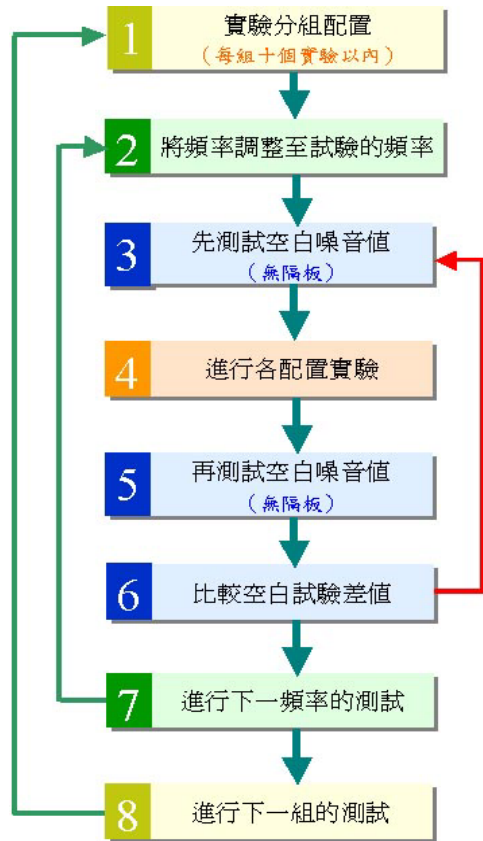 1 實驗分組配置
（每組十個實驗以內）
2 將頻率調整至試驗的頻率
3 先測試空白噪音值
（無隔板）
4 進行各配置實驗
5 再測試空白噪音值
（無隔板）
6 比較空白試驗差值
7 進行下一頻率的測試
8 進行下一組的測試